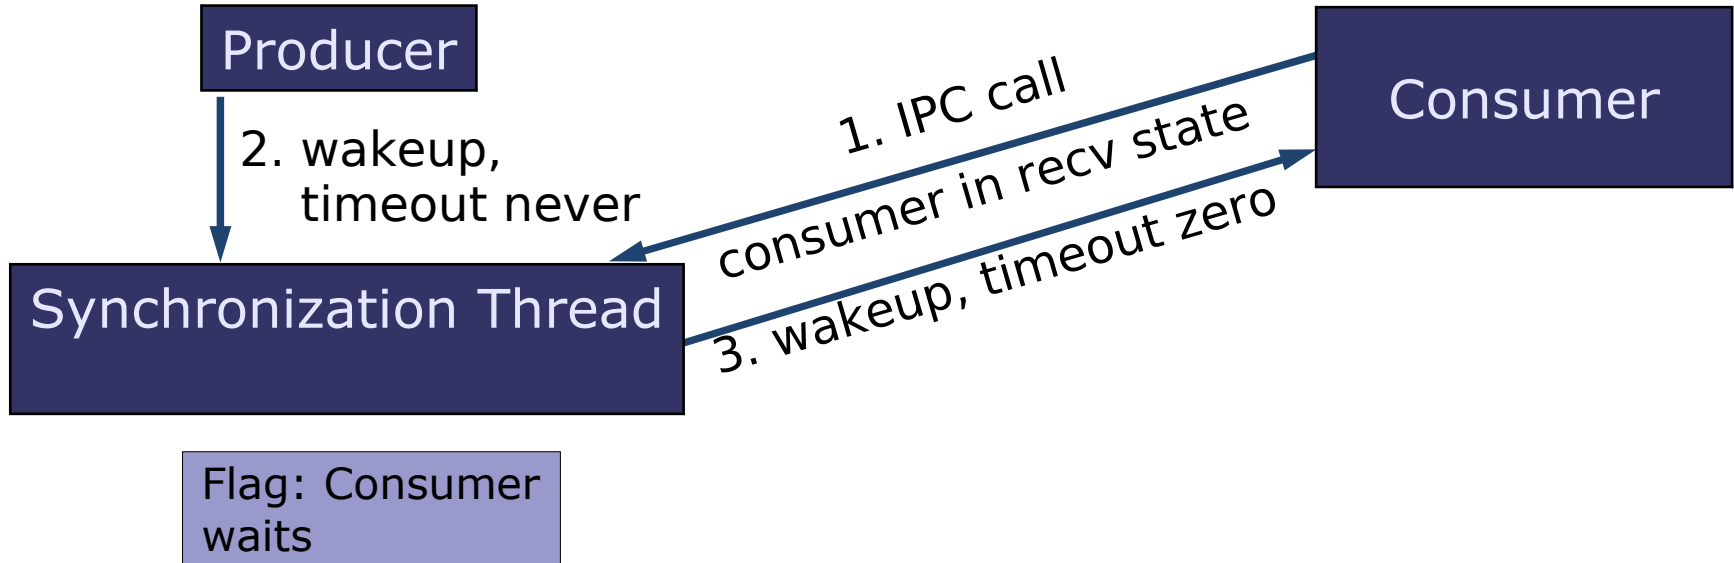 Producer
Consumer
1. IPC call
consumer in recv state
2. wakeup,
timeout never
3. wakeup, timeout zero
Synchronization Thread
Flag: Consumer
waits